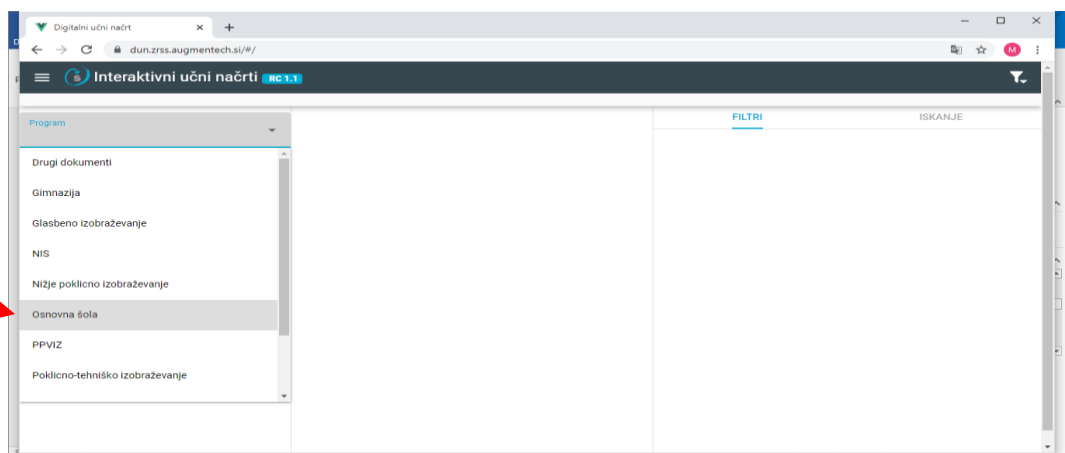 Digitalni učni načrt
dun.zrss.augmentech.si/#/
M
Š Interaktivni učni načrti RC 1.1
Program
FILTRI
ISKANJE
Drugi dokumenti
Gimnazija
Glasbeno izobraževanje
NIS
Nižje poklicno izobraževanje
Osnovna šola
PPVIZ
Poklicno-tehniško izobraževanje